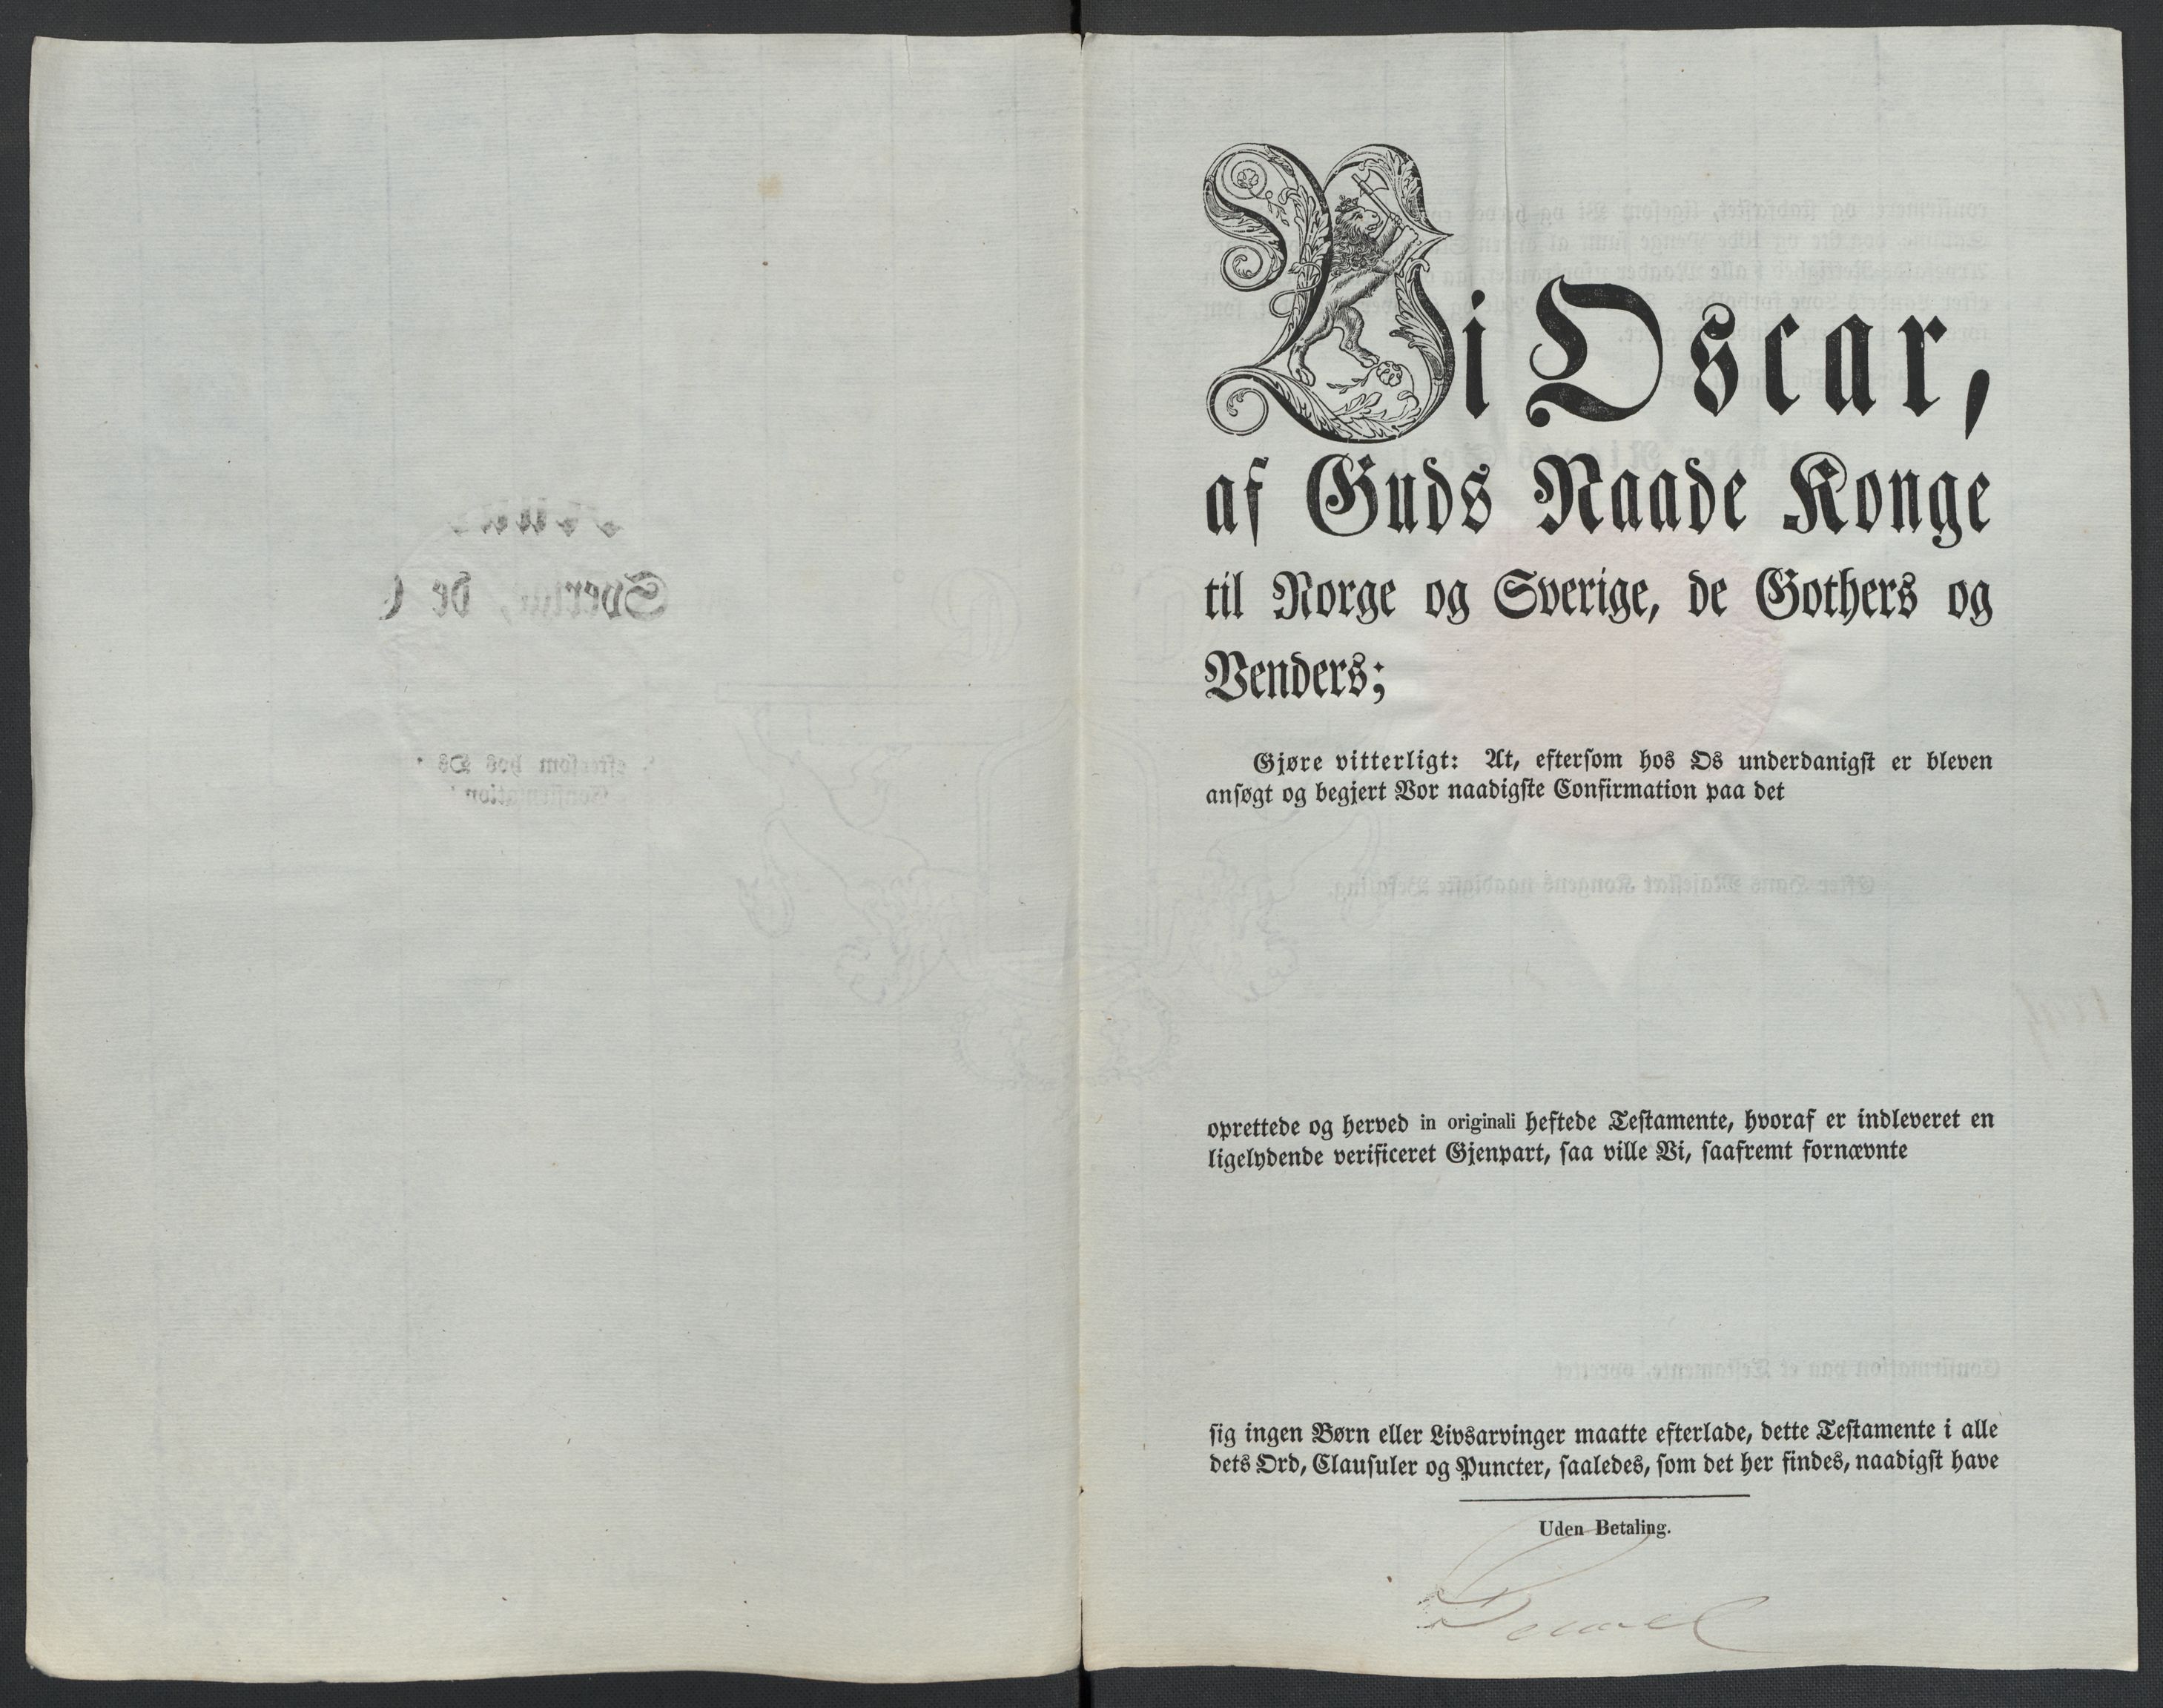 Vi Oscar,
af Guds Naade Konge
til Norge og Sverige, de Gothers og
Venders;
Gjøre vitterligt: At, eftersom hos Os underdanigst er bleven
ansøgt og begjert Vor naadigste Confirmation paa det
oprettede og herved in originali heftede Testamente, hvoraf er indleveret en
ligelydende verificeret Gjenpart, saa ville Vi, saafremt fornævnte
sig ingen Børn eller Livsarvinger maatte efterlade, dette Testamente i alle
dets Ord, Clausuler og Puncter, saaledes, som det her findes, naadigst have
Uden Betaling.